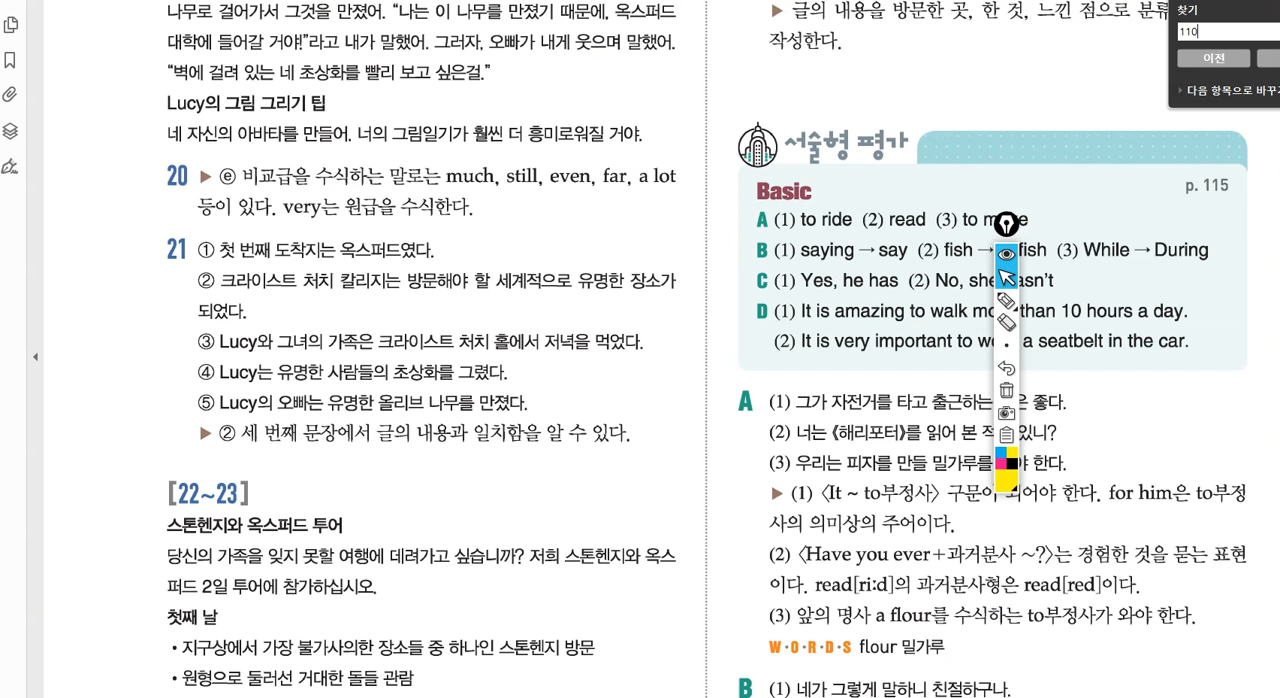 나무로 걸어가서 그것을 만졌어. “나는 이 나무를 만졌기 때문에, 옥스퍼드
대학에 들어갈 거야!”라고 내가 말했어. 그러자, 오빠가 내게 웃으며 말했어.
“벽에 걸려 있는 네 초상화를 빨리 보고 싶은걸.”
Lucy의 그림 그리기 팁
네 자신의 아바타를 만들어. 너의 그림일기가 훨씬 더 흥미로워질 거야.
20 ▶ ⓔ 비교급을 수식하는 말로는 much, still, even, far, a lot
등이 있다. very는 원급을 수식한다.
21 ① 첫 번째 도착지는 옥스퍼드였다.
② 크라이스트 처치 칼리지는 방문해야 할 세계적으로 유명한 장소가
되었다.
③ Lucy와 그녀의 가족은 크라이스트 처치 홀에서 저녁을 먹었다.
④ Lucy는 유명한 사람들의 초상화를 그렸다.
⑤ Lucy의 오빠는 유명한 올리브 나무를 만졌다.
▶ ② 세 번째 문장에서 글의 내용과 일치함을 알 수 있다.
[22~23]
스톤헨지와 옥스퍼드 투어
당신의 가족을 잊지 못할 여행에 데려가고 싶습니까? 저희 스톤헨지와 옥스
퍼드 2일 투어에 참가하십시오.
첫째 날
• 지구상에서 가장 불가사의한 장소들 중 하나인 스톤헨지 방문
• 원형으로 둘러선 거대한 돌들 관람
▶ 글의 내용을 방문한 곳, 한 것, 느낀 점으로 분류
작성한다.
찾기
110
이전
다음 항목으로 바꾸기
서술형 평가
Basic
p. 115
A (1) to ride (2) read (3) to
B (1) saying → say (2) fish → fish (3) While → During
C (1) Yes, he has (2) No,
D (1) It is amazing to walk than 10 hours a day.
(2) It is very important to a seatbelt in the car.
A (1) 그가 자전거를 타고 출근하는 좋다.
(2) 너는 《해리포터》를 읽어 본 있니?
(3) 우리는 피자를 만들 밀가루를 한다.
▶ (1) 〈It ~ to부정사〉 구문이 되어야 한다. for him은 to부정
사의 의미상의 주어이다.
(2) 〈Have you ever+과거분사 ~?〉는 경험한 것을 묻는 표현
이다. read[riːd]의 과거분사형은 read[red]이다.
(3) 앞의 명사 a flour를 수식하는 to부정사가 와야 한다.
W·O·R·D·S flour 밀가루
B (1) 네가 그렇게 말하니 친절하구나.